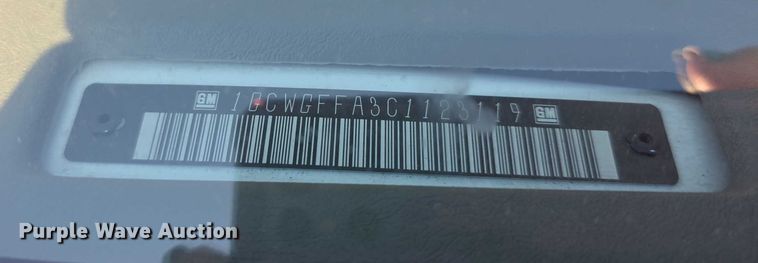 GM 1GCWGFFA3C1123119 GM
Purple Wave Auction